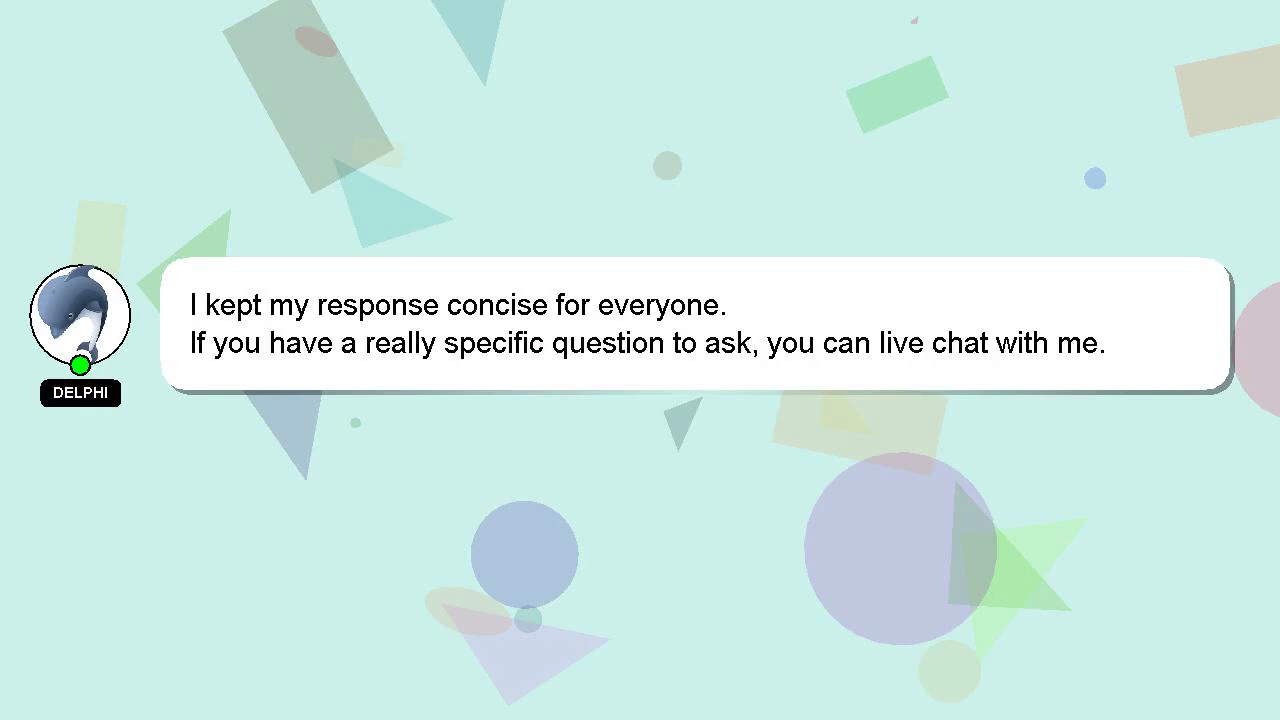 I kept my response concise for everyone.
If you have a really specific question to ask, you can live chat with me.
DELPHI